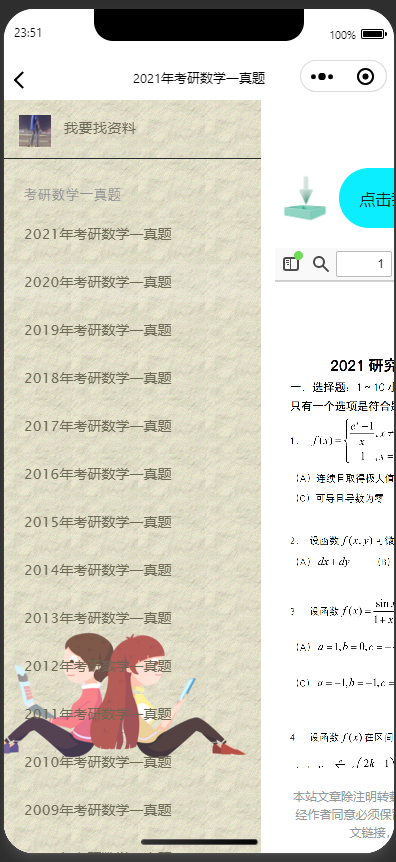 23:51
100%
2021年考研数学一真题
我要找资料
考研数学一真题
2021年考研数学一真题
2020年考研数学一真题
2019年考研数学一真题
2018年考研数学一真题
2017年考研数学一真题
2016年考研数学一真题
2015年考研数学一真题
2014年考研数学一真题
2013年考研数学一真题
2012年考研数学一真题
2011年考研数学一真题
2010年考研数学一真题
2009年考研数学一真题
点击
1
2021 研
一、选择题：1～10 小
只有一个选项是符合题
1. f(x)={ (e^x-1)/x, x≠
1, x=
(A) 连续且取得极大值
(C) 可导且导数为零
2. 设函数 f(x,y) 可微
(A) dx+dy (B)
3 设函数 f(x)= sin x/(1+x
(A) a=1,b=0,c=-
(C) a=-1,b=-1,c=
4 设函数 f(x) 在区间
(2k-1
本站文章除注明转载
经作者同意必须保留
文链接，